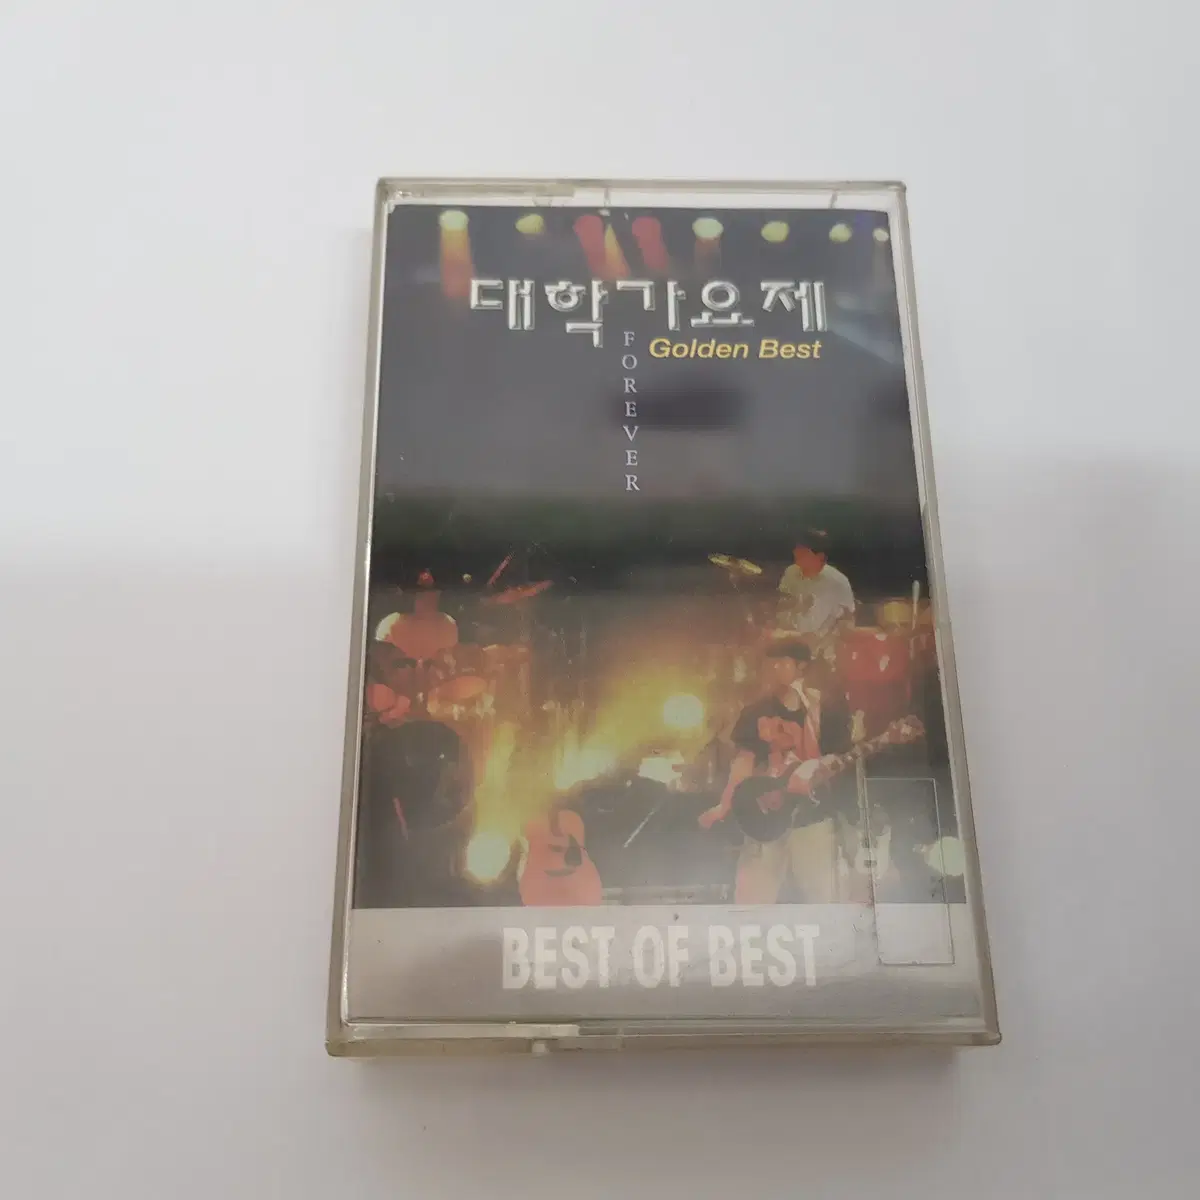 대학가요제
Golden Best
FOREVER
BEST OF BEST